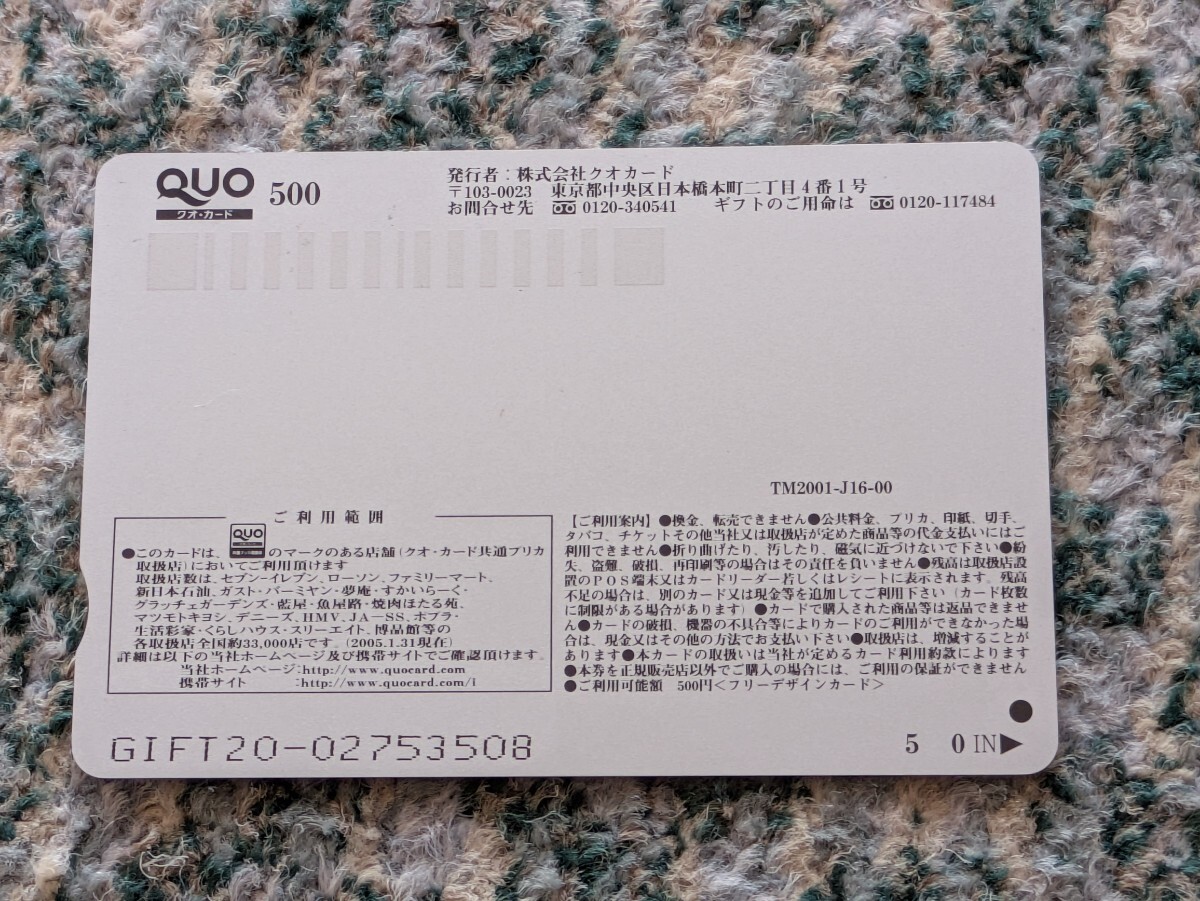 QUO
クオ・カード
500
発行者：株式会社クオカード
〒103-0023 東京都中央区日本橋本町二丁目4番1号
お問合せ先 0120-340541 ギフトのご用命は 0120-117484
TM2001-J16-00
ご利用範囲
●このカードは、QUOのマークのある店舗(クオ・カード共通プリカ
取扱店)においてご利用頂けます
取扱店数は、セブン-イレブン、ローソン、ファミリーマート、
新日本石油、ガスト・バーミヤン・夢庵・すかいらーく・
グラッチェガーデンズ・藍屋・魚屋路・焼肉ほたる苑、
マツモトキヨシ、デニーズ、HMV、JA-SS、ポプラ・
生活彩家・くらしハウス・スリーエイト、博品館等の
各取扱店全国約33,000店です。(2005.1.31現在)
詳細は以下の当社ホームページ及び携帯サイトでご確認頂けます。
当社ホームページ:http://www.quocard.com
携帯サイト :http://www.quocard.com/i
【ご利用案内】●換金、転売できません●公共料金、プリカ、印紙、切手、
タバコ、チケットその他当社又は取扱店が定めた商品等の代金支払いにはご
利用できません●折り曲げたり、汚したり、磁気に近づけないで下さい●紛
失、盗難、破損、再印刷等の場合はその責任を負いません●残高は取扱店設
置のPOS端末又はカードリーダー若しくはレシートに表示されます。残高
不足の場合は、別のカード又は現金等を追加してご利用下さい(カード枚数
に制限がある場合があります)●カードで購入された商品等は返品できませ
ん●カードの破損、機器の不具合等によりカードのご利用ができなかった場
合は、現金又はその他の方法でお支払い下さい●取扱店は、増減することが
あります●本カードの取扱いは当社が定めるカード利用約款によります
●本券を正規販売店以外でご購入の場合には、ご利用の保証ができません
●ご利用可能額 500円<フリーデザインカード>
GIFT20-02753508
5 0 IN▶